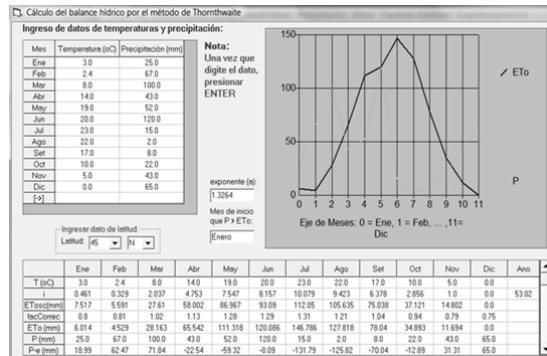 Cálculo del balance hídrico por el método de Thornthwaite
Ingreso de datos de temperaturas y precipitación:
Mes Temperatura (oC) Precipitación (mm)
Ene 3.0 25.0
Feb 2.4 67.0
Mar 8.0 100.0
Abr 14.0 43.0
May 19.0 52.0
Jun 20.0 120.0
Jul 23.0 15.0
Ago 22.0 2.0
Set 17.0 8.0
Oct 10.0 22.0
Nov 5.0 43.0
Dic 0.0 65.0
[->]
Nota:
Una vez que
digite el dato,
presionar
ENTER
exponente (a):
1.3264
Mes de inicio
que P > ETo:
Enero
Ingresar dato de latitud:
Latitud: 45 N
150
100
50
0 1 2 3 4 5 6 7 8 9 10 11
ETo
P
Eje de Meses: 0 = Ene, 1 = Feb, ... ,11=
Dic
Ene Feb Mar Abr May Jun Jul Ago Set Oct Nov Dic Ano
T (oC) 3.0 2.4 8.0 14.0 19.0 20.0 23.0 22.0 17.0 10.0 5.0 0.0
i 0.461 0.329 2.037 4.753 7.547 8.157 10.079 9.423 6.378 2.856 1.0 0.0 53.02
ETosc(mm) 7.517 5.591 27.61 58.002 86.967 93.09 112.05 105.635 75.038 37.121 14.802 0.0
facCorrec 0.8 0.81 1.02 1.13 1.28 1.29 1.31 1.21 1.04 0.94 0.79 0.75
ETo (mm) 6.014 4.529 28.163 65.542 111.318 120.086 146.786 127.818 78.04 34.893 11.694 0.0
P (mm) 25.0 67.0 100.0 43.0 52.0 120.0 15.0 2.0 8.0 22.0 43.0 65.0
P-e (mm) 18.99 62.47 71.84 -22.54 -59.32 -0.09 -131.79 -125.82 -70.04 -12.89 31.31 65.0